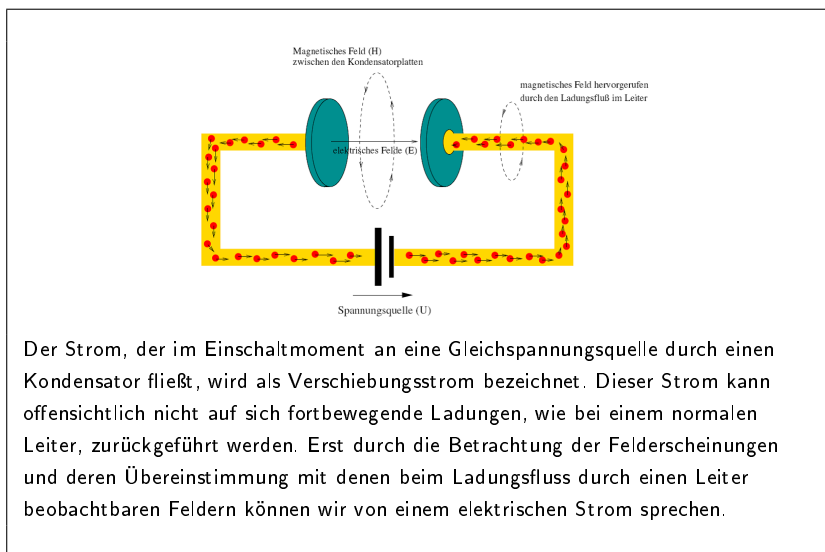 Magnetisches Feld (H)
zwischen den Kondensatorplatten
magnetisches Feld hervorgerufen
durch den Ladungsfluß im Leiter
elektrisches Felde (E)
Spannungsquelle (U)
Der Strom, der im Einschaltmoment an eine Gleichspannungsquelle durch einen
Kondensator fließt, wird als Verschiebungsstrom bezeichnet. Dieser Strom kann
offensichtlich nicht auf sich fortbewegende Ladungen, wie bei einem normalen
Leiter, zurückgeführt werden. Erst durch die Betrachtung der Felderscheinungen
und deren Übereinstimmung mit denen beim Ladungsfluss durch einen Leiter
beobachtbaren Feldern können wir von einem elektrischen Strom sprechen.